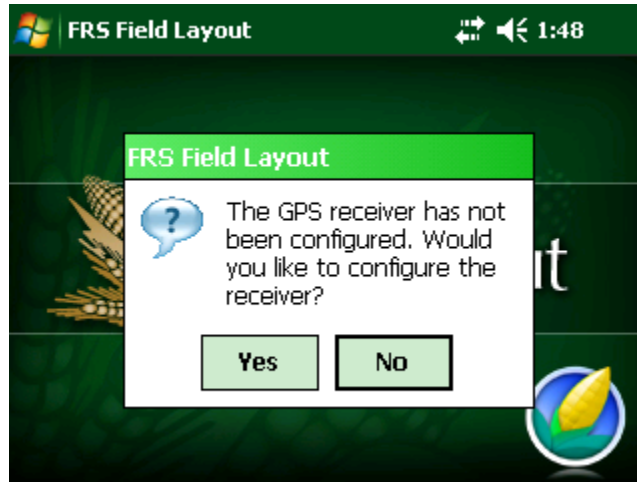 FRS Field Layout 1:48
FRS Field Layout
The GPS receiver has not
been configured. Would
you like to configure the
receiver?
ut
Yes No